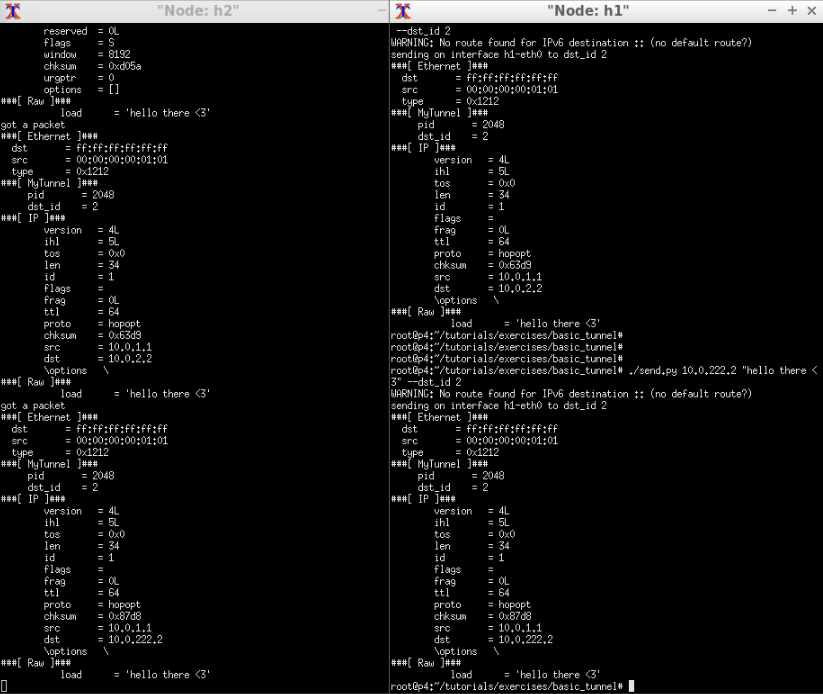 "Node: h2"
reserved = 0L
flags = S
window = 8192
chksum = 0xd05a
urgptr = 0
options = []
###[ Raw ]###
load = 'hello there <3'
got a packet
###[ Ethernet ]###
dst = ff:ff:ff:ff:ff:ff
src = 00:00:00:00:01:01
type = 0x1212
###[ MyTunnel ]###
pid = 2048
dst_id = 2
###[ IP ]###
version = 4L
ihl = 5L
tos = 0x0
len = 34
id = 1
flags =
frag = 0L
ttl = 64
proto = hopopt
chksum = 0x63d9
src = 10.0.1.1
dst = 10.0.2.2
\options \
###[ Raw ]###
load = 'hello there <3'
got a packet
###[ Ethernet ]###
dst = ff:ff:ff:ff:ff:ff
src = 00:00:00:00:01:01
type = 0x1212
###[ MyTunnel ]###
pid = 2048
dst_id = 2
###[ IP ]###
version = 4L
ihl = 5L
tos = 0x0
len = 34
id = 1
flags =
frag = 0L
ttl = 64
proto = hopopt
chksum = 0x87d8
src = 10.0.1.1
dst = 10.0.222.2
\options \
###[ Raw ]###
load = 'hello there <3'
"Node: h1"
--dst_id 2
WARNING: No route found for IPv6 destination :: (no default route?)
sending on interface h1-eth0 to dst_id 2
###[ Ethernet ]###
dst = ff:ff:ff:ff:ff:ff
src = 00:00:00:00:01:01
type = 0x1212
###[ MyTunnel ]###
pid = 2048
dst_id = 2
###[ IP ]###
version = 4L
ihl = 5L
tos = 0x0
len = 34
id = 1
flags =
frag = 0L
ttl = 64
proto = hopopt
chksum = 0x63d9
src = 10.0.1.1
dst = 10.0.2.2
\options \
###[ Raw ]###
load = 'hello there <3'
root@p4:~/tutorials/exercises/basic_tunnel#
root@p4:~/tutorials/exercises/basic_tunnel#
root@p4:~/tutorials/exercises/basic_tunnel#
root@p4:~/tutorials/exercises/basic_tunnel# ./send.py 10.0.222.2 "hello there <
3" --dst_id 2
WARNING: No route found for IPv6 destination :: (no default route?)
sending on interface h1-eth0 to dst_id 2
###[ Ethernet ]###
dst = ff:ff:ff:ff:ff:ff
src = 00:00:00:00:01:01
type = 0x1212
###[ MyTunnel ]###
pid = 2048
dst_id = 2
###[ IP ]###
version = 4L
ihl = 5L
tos = 0x0
len = 34
id = 1
flags =
frag = 0L
ttl = 64
proto = hopopt
chksum = 0x87d8
src = 10.0.1.1
dst = 10.0.222.2
\options \
###[ Raw ]###
load = 'hello there <3'
root@p4:~/tutorials/exercises/basic_tunnel#